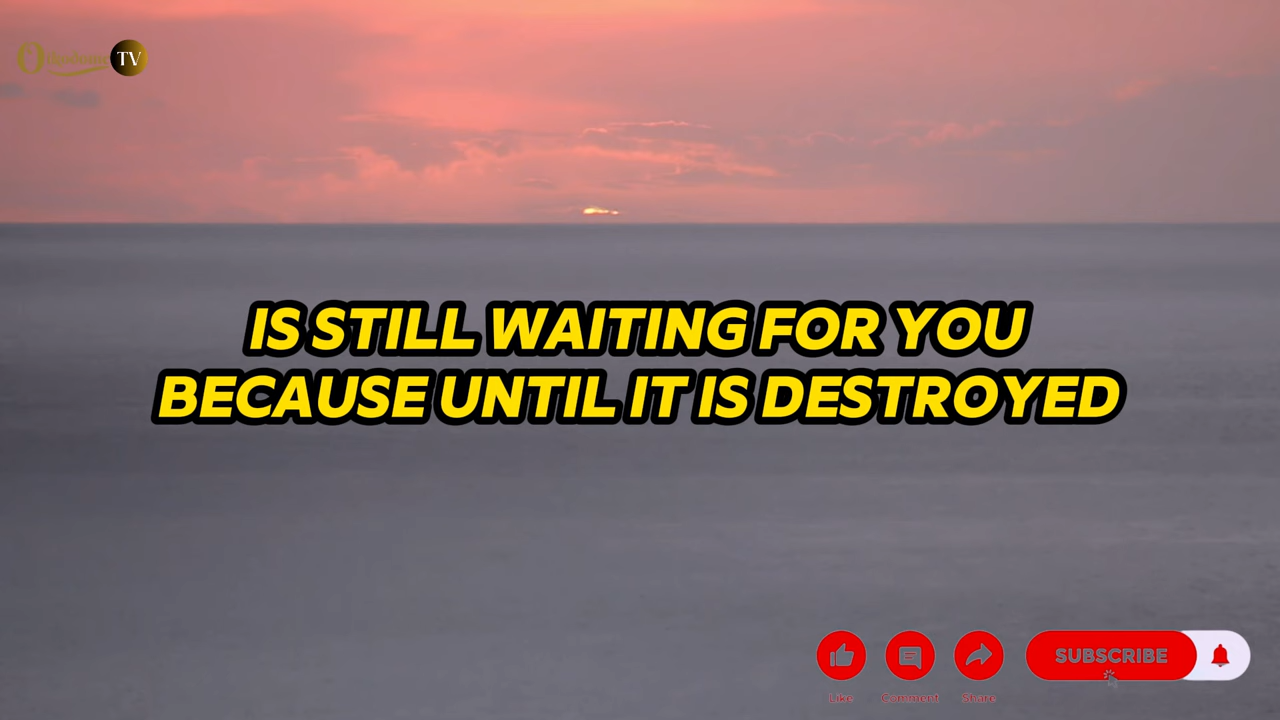 TV
IS STILL WAITING FOR YOU
BECAUSE UNTIL IT IS DESTROYED
SUBSCRIBE
Like
Comment
Share